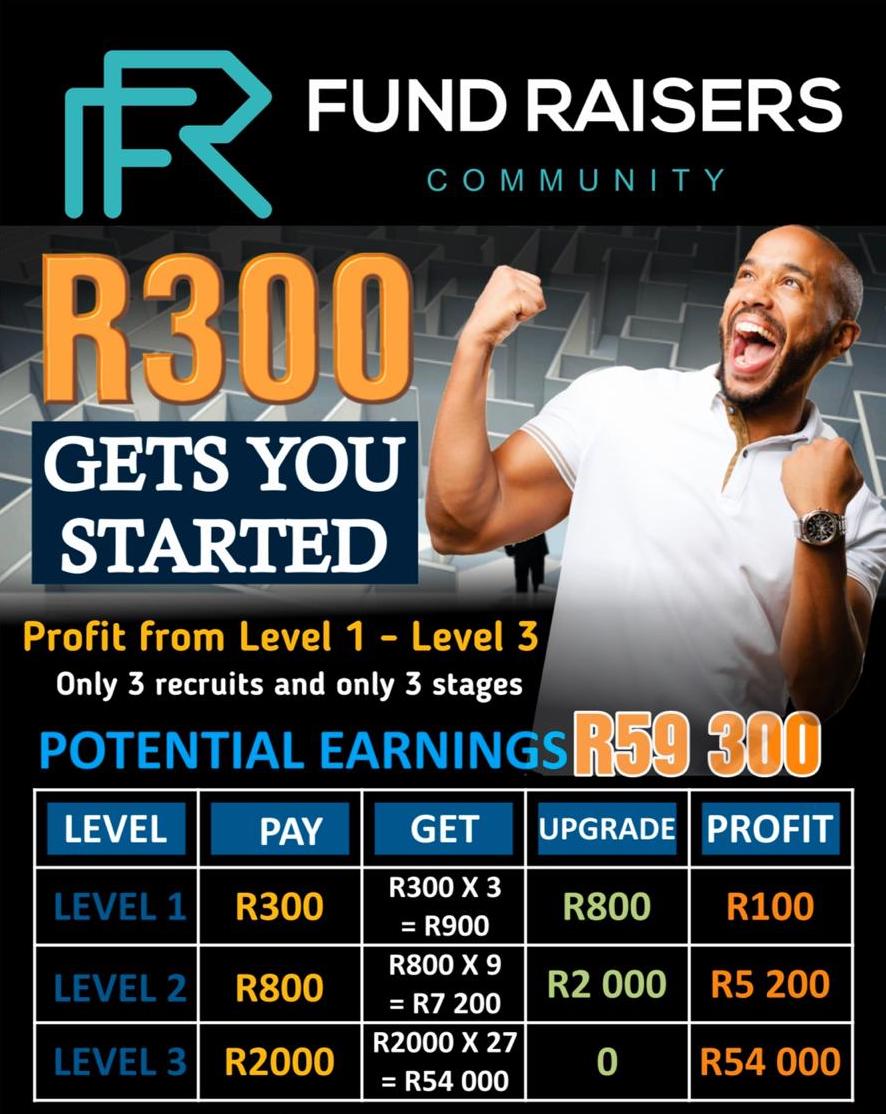 FUND RAISERS
COMMUNITY
R300
GETS YOU
STARTED
Profit from Level 1 - Level 3
Only 3 recruits and only 3 stages
POTENTIAL EARNINGS R59 300
LEVEL PAY GET UPGRADE PROFIT
LEVEL 1 R300 R300 X 3 = R900 R800 R100
LEVEL 2 R800 R800 X 9 = R7 200 R2 000 R5 200
LEVEL 3 R2000 R2000 X 27 = R54 000 0 R54 000